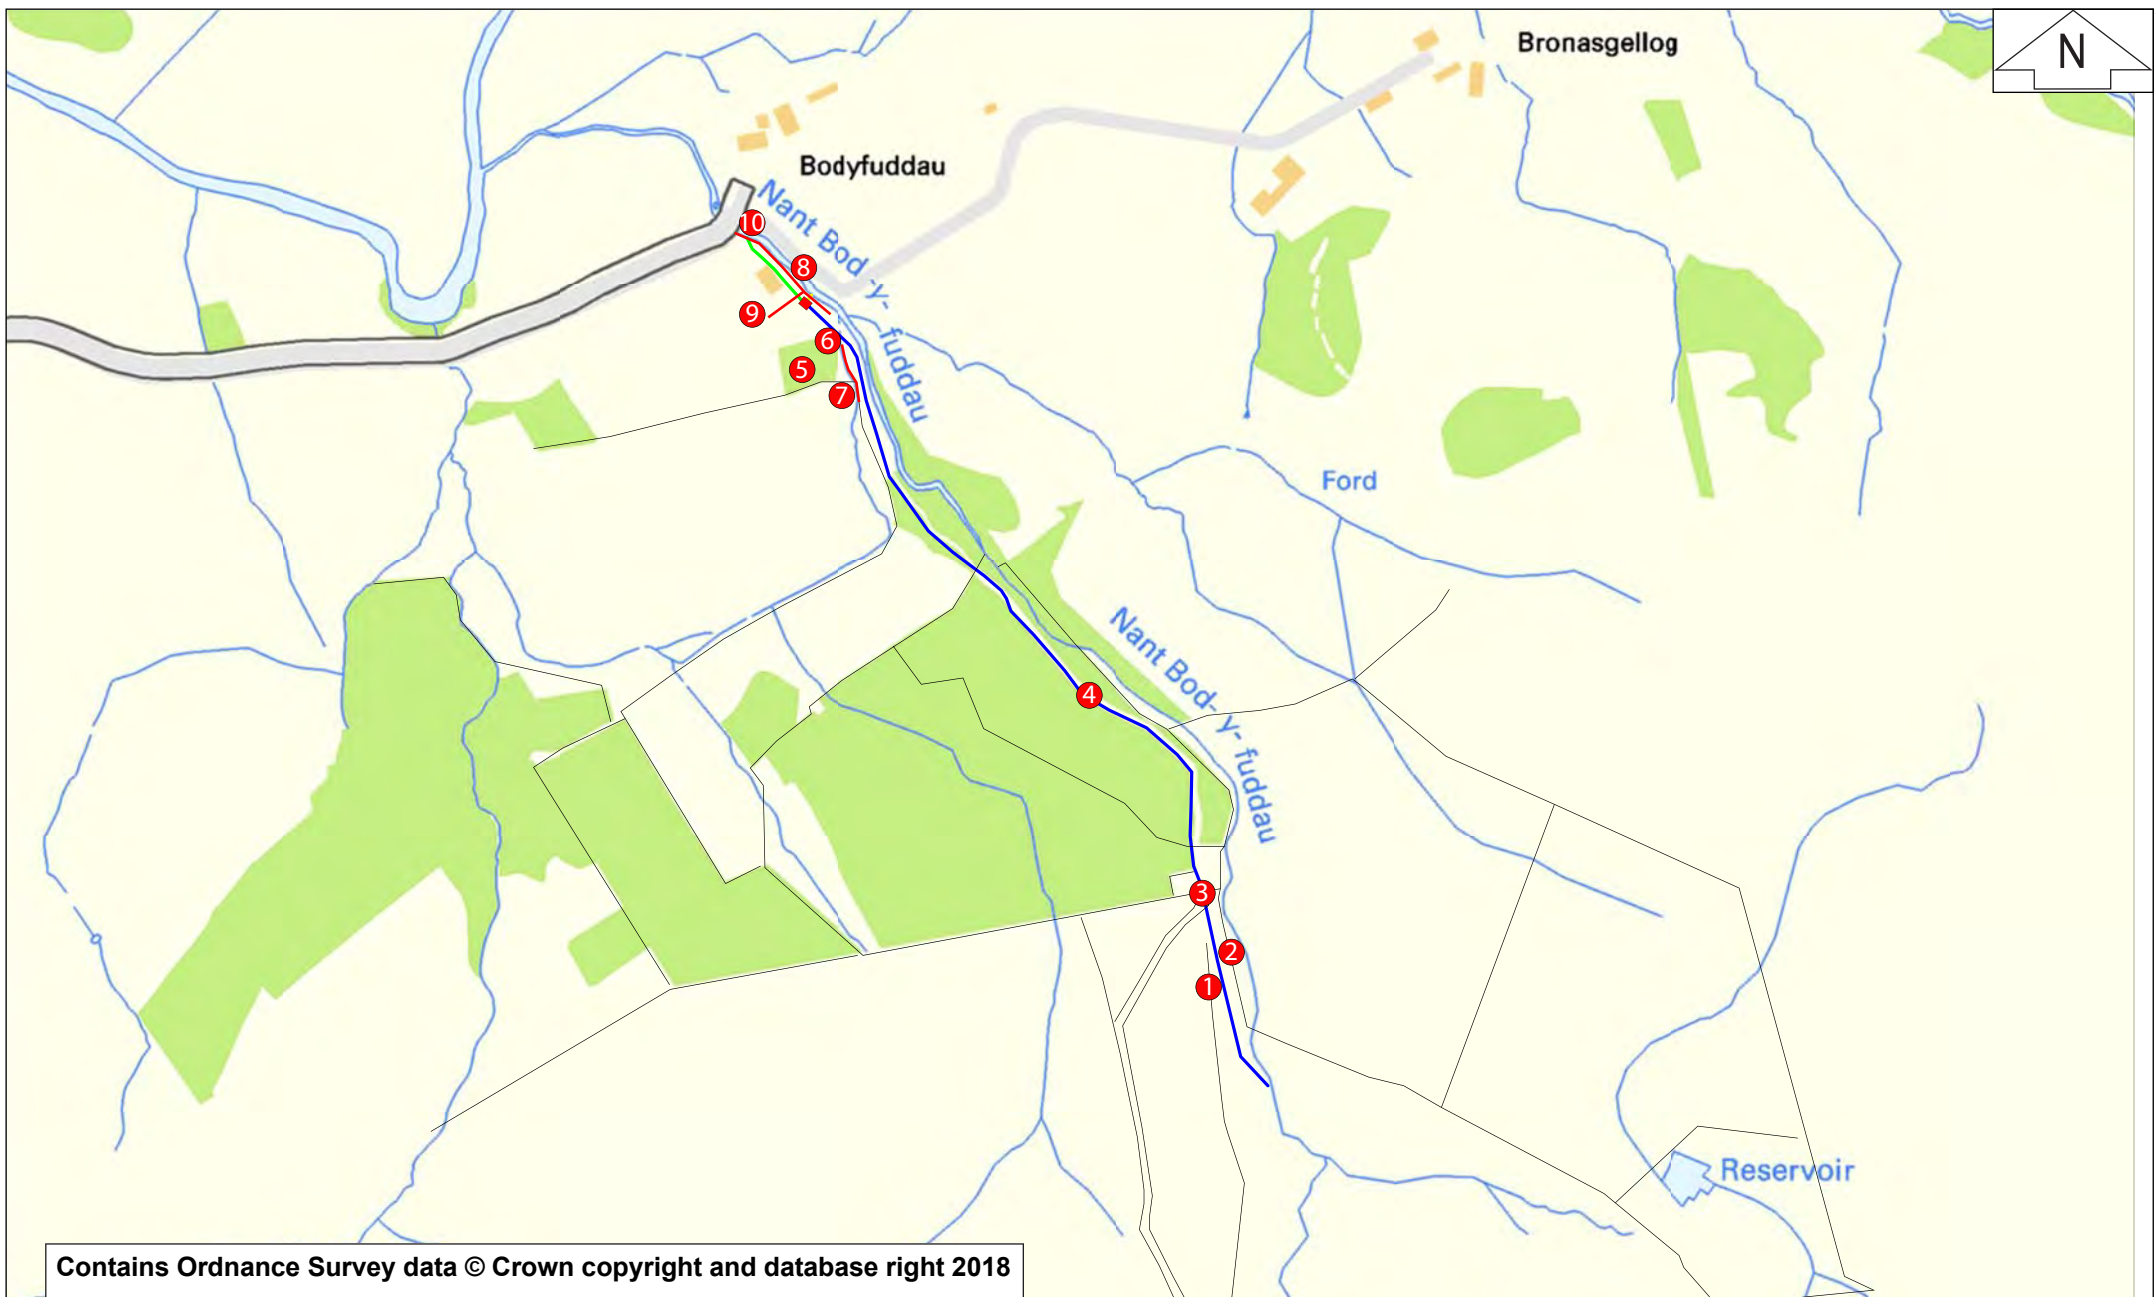 Bronasgellog
N
Bodyfuddau
Nant Bod-y-fuddau
10
8
9
6
5
7
Ford
Nant Bod-y-fuddau
4
3
2
1
Reservoir
Contains Ordnance Survey data © Crown copyright and database right 2018